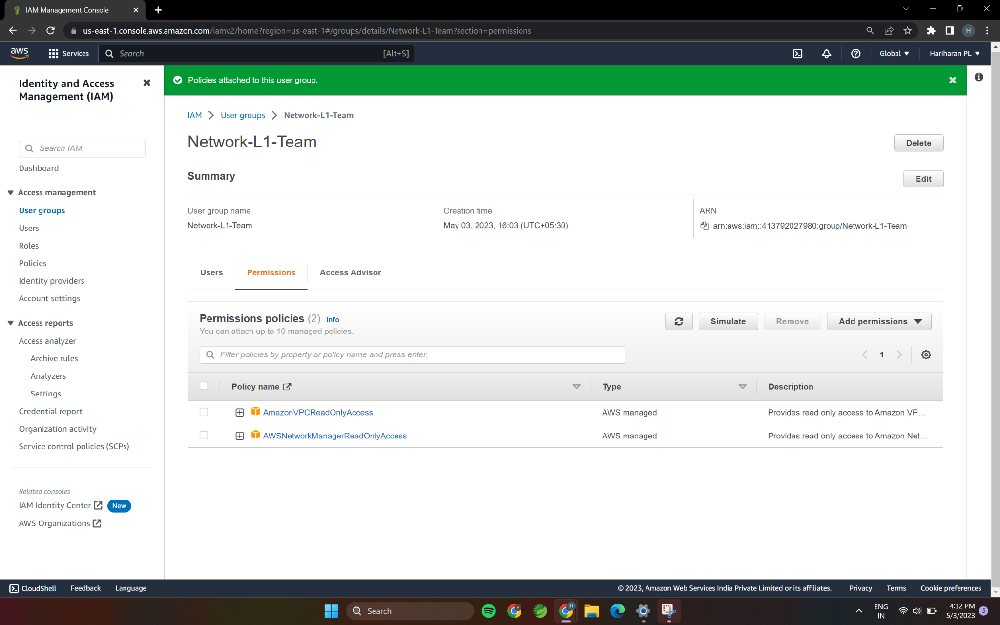 IAM Management Console
us-east-1.console.aws.amazon.com/iamv2/home?region=us-east-1#/groups/details/Network-L1-Team?section=permissions
H
aws
Services
Search
[Alt+S]
Global
Hariharan PL
Identity and Access
Management (IAM)
Search IAM
Dashboard
Access management
User groups
Users
Roles
Policies
Identity providers
Account settings
Access reports
Access analyzer
Archive rules
Analyzers
Settings
Credential report
Organization activity
Service control policies (SCPs)
Related consoles
IAM Identity Center New
AWS Organizations
Policies attached to this user group.
IAM > User groups > Network-L1-Team
Network-L1-Team
Delete
Summary
Edit
User group name
Network-L1-Team
Creation time
May 03, 2023, 16:03 (UTC+05:30)
ARN
arn:aws:iam::413792027980:group/Network-L1-Team
Users
Permissions
Access Advisor
Permissions policies (2) Info
You can attach up to 10 managed policies.
Simulate
Remove
Add permissions
Filter policies by property or policy name and press enter.
1
Policy name
Type
Description
AmazonVPCReadOnlyAccess
AWS managed
Provides read only access to Amazon VP...
AWSNetworkManagerReadOnlyAccess
AWS managed
Provides read only access to Amazon Net...
CloudShell
Feedback
Language
© 2023, Amazon Web Services India Private Limited or its affiliates.
Privacy
Terms
Cookie preferences
Search
H
H
ENG
IN
4:12 PM
5/3/2023
5